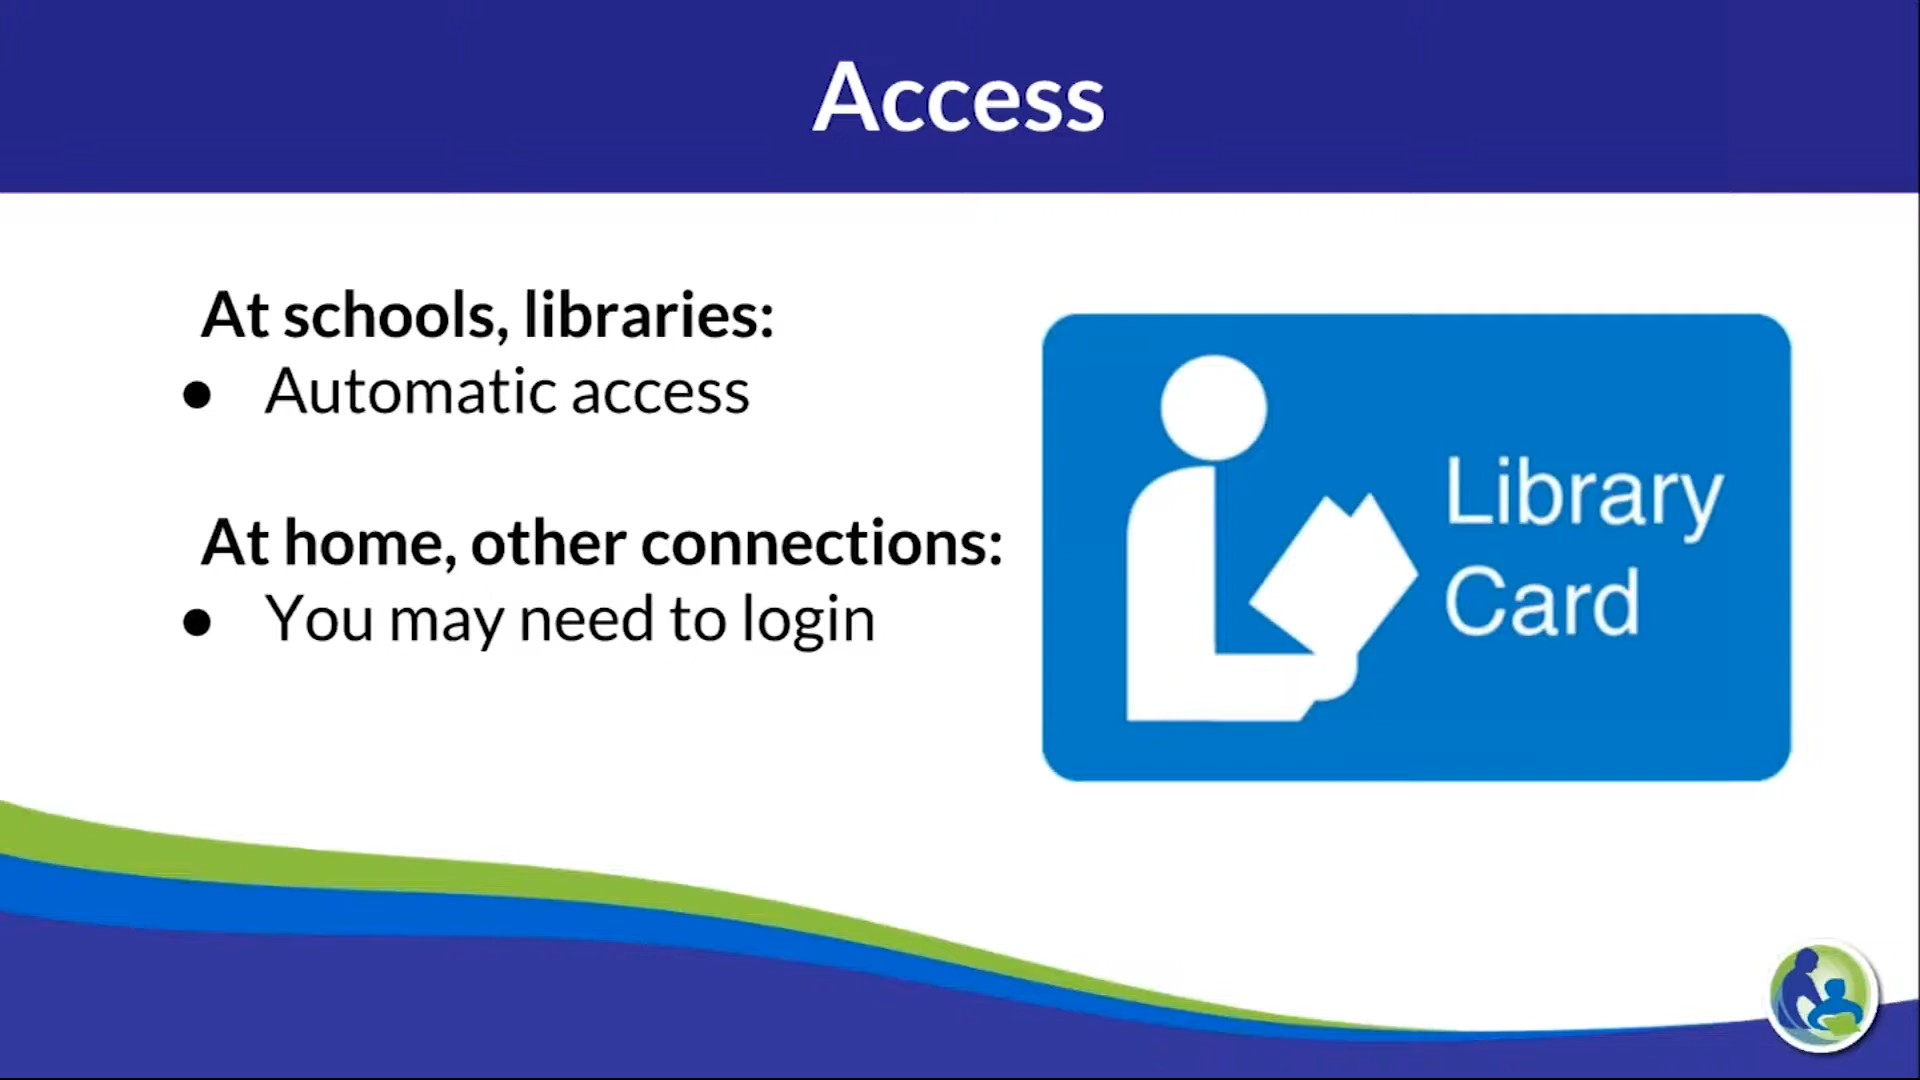 Access
At schools, libraries:
● Automatic access
At home, other connections:
● You may need to login
Library
Card